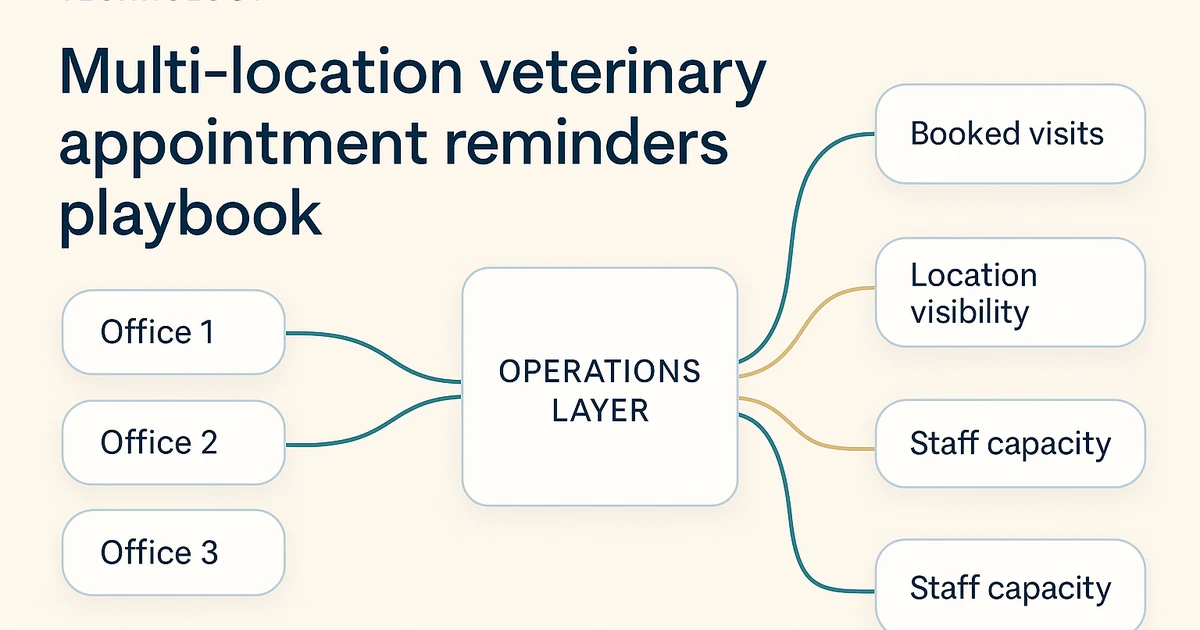 Multi-location veterinary
appointment reminders
playbook
Office 1
Office 2
Office 3
OPERATIONS
LAYER
Booked visits
Location
visibility
Staff capacity
Staff capacity